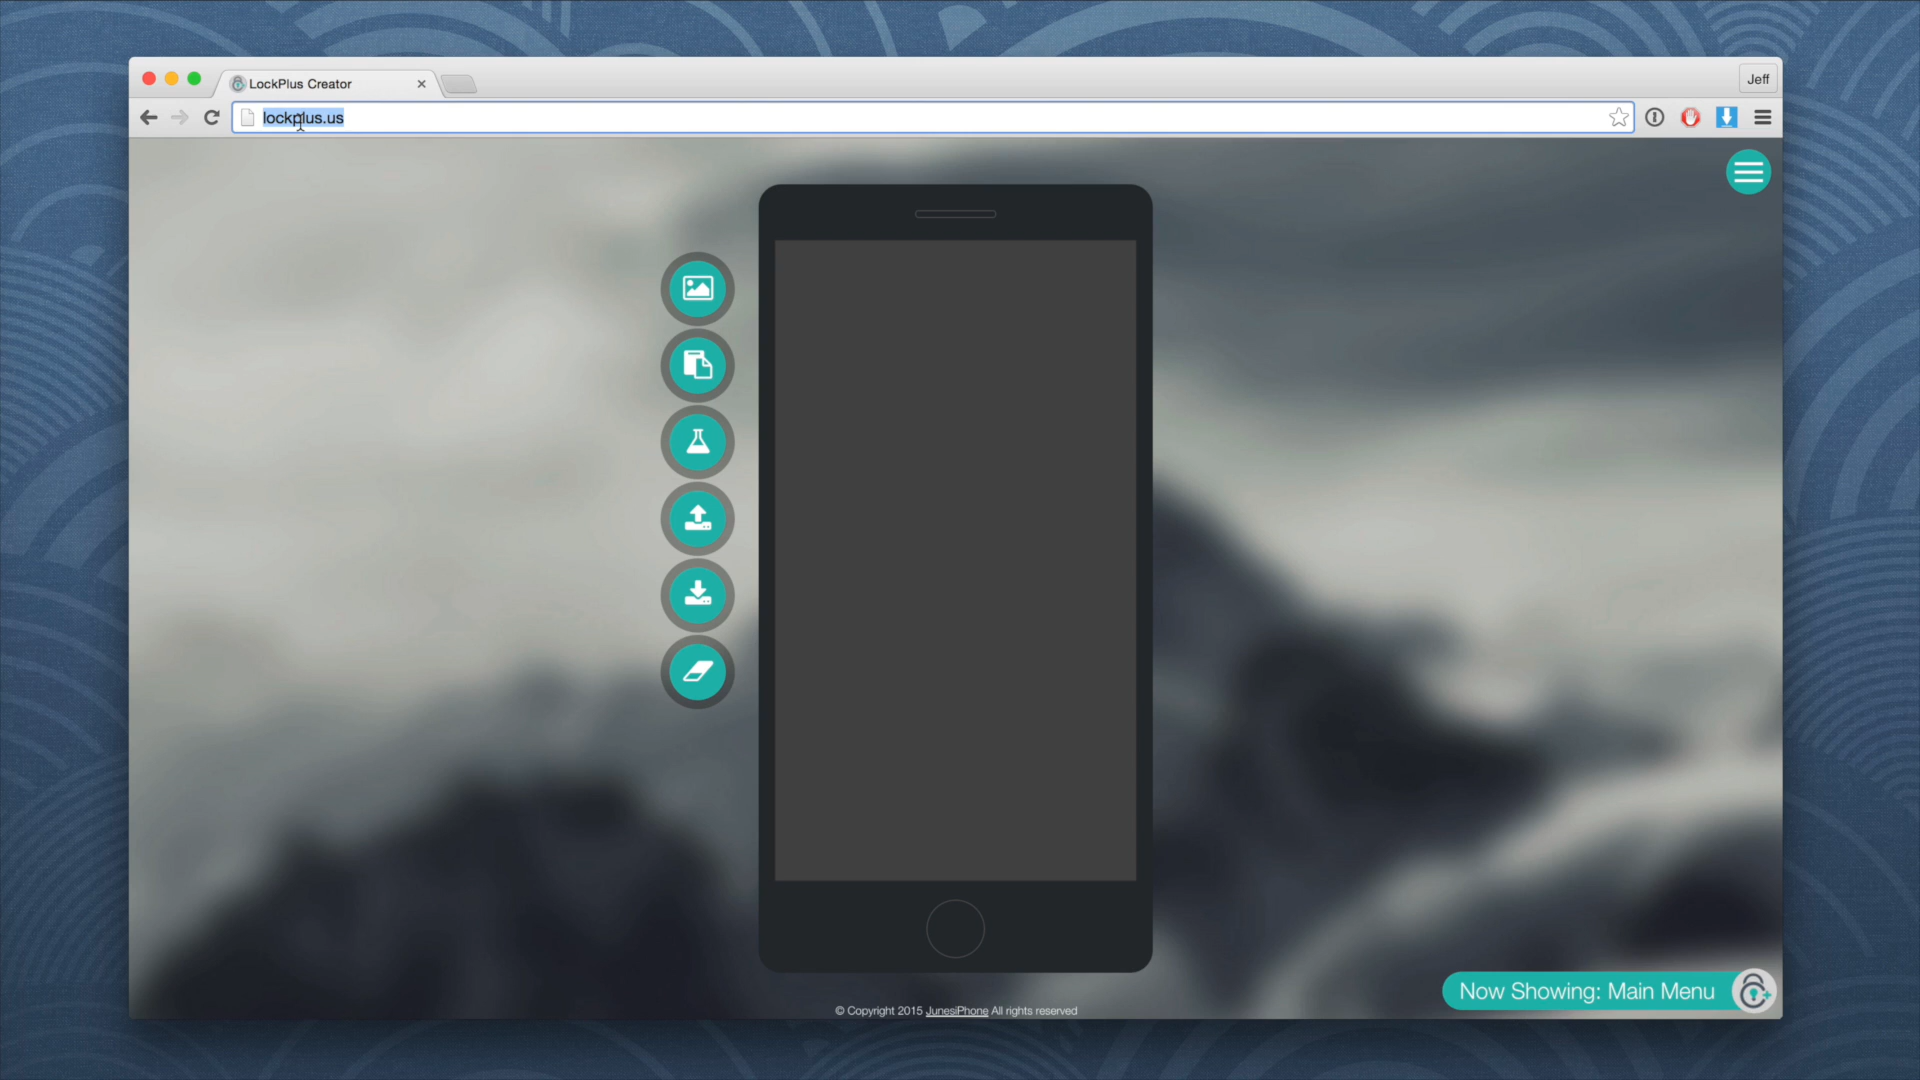 LockPlus Creator
Jeff
lockplus.us
Now Showing: Main Menu
© Copyright 2015 JunesiPhone All rights reserved